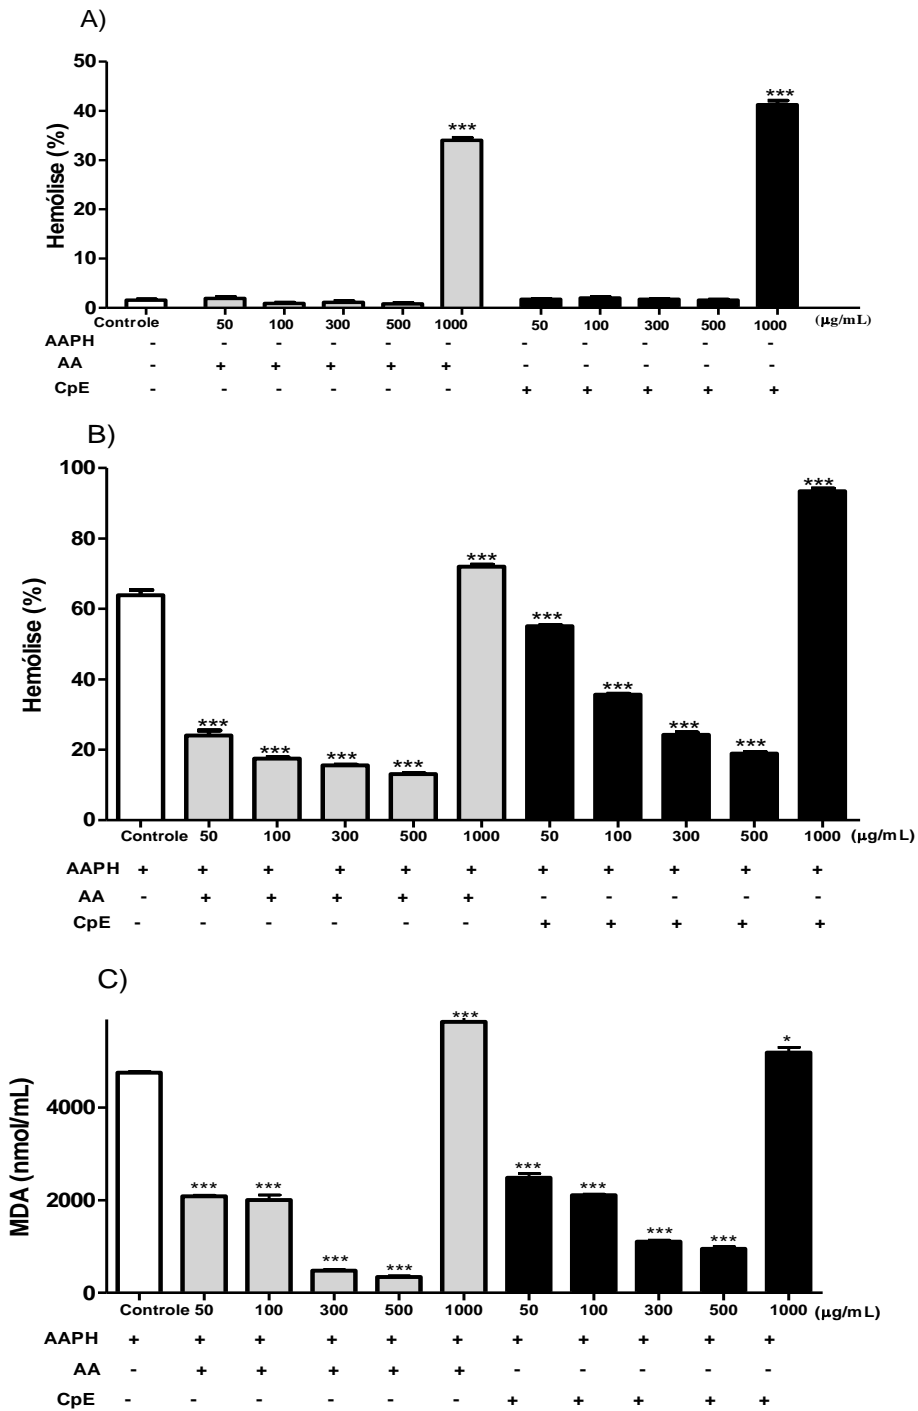 A)
Hemólise (%)
50
40
30
20
10
0
***
***
Controle 50 100 300 500 1000 50 100 300 500 1000 (µg/mL)
AAPH - - - - - - - - - - -
AA - + + + + + - - - - -
CpE - - - - - - + + + + +
B)
Hemólise (%)
100
80
60
40
20
0
*** *** *** *** *** *** *** *** *** ***
Controle 50 100 300 500 1000 50 100 300 500 1000 (µg/mL)
AAPH + + + + + + + + + + +
AA - + + + + + - - - - -
CpE - - - - - - + + + + +
C)
MDA (nmol/mL)
4000
2000
0
*** *** *** *** *** *** *** *** *** *
Controle 50 100 300 500 1000 50 100 300 500 1000 (µg/mL)
AAPH + + + + + + + + + + +
AA - + + + + + - - - - -
CpE - - - - - - + + + + +